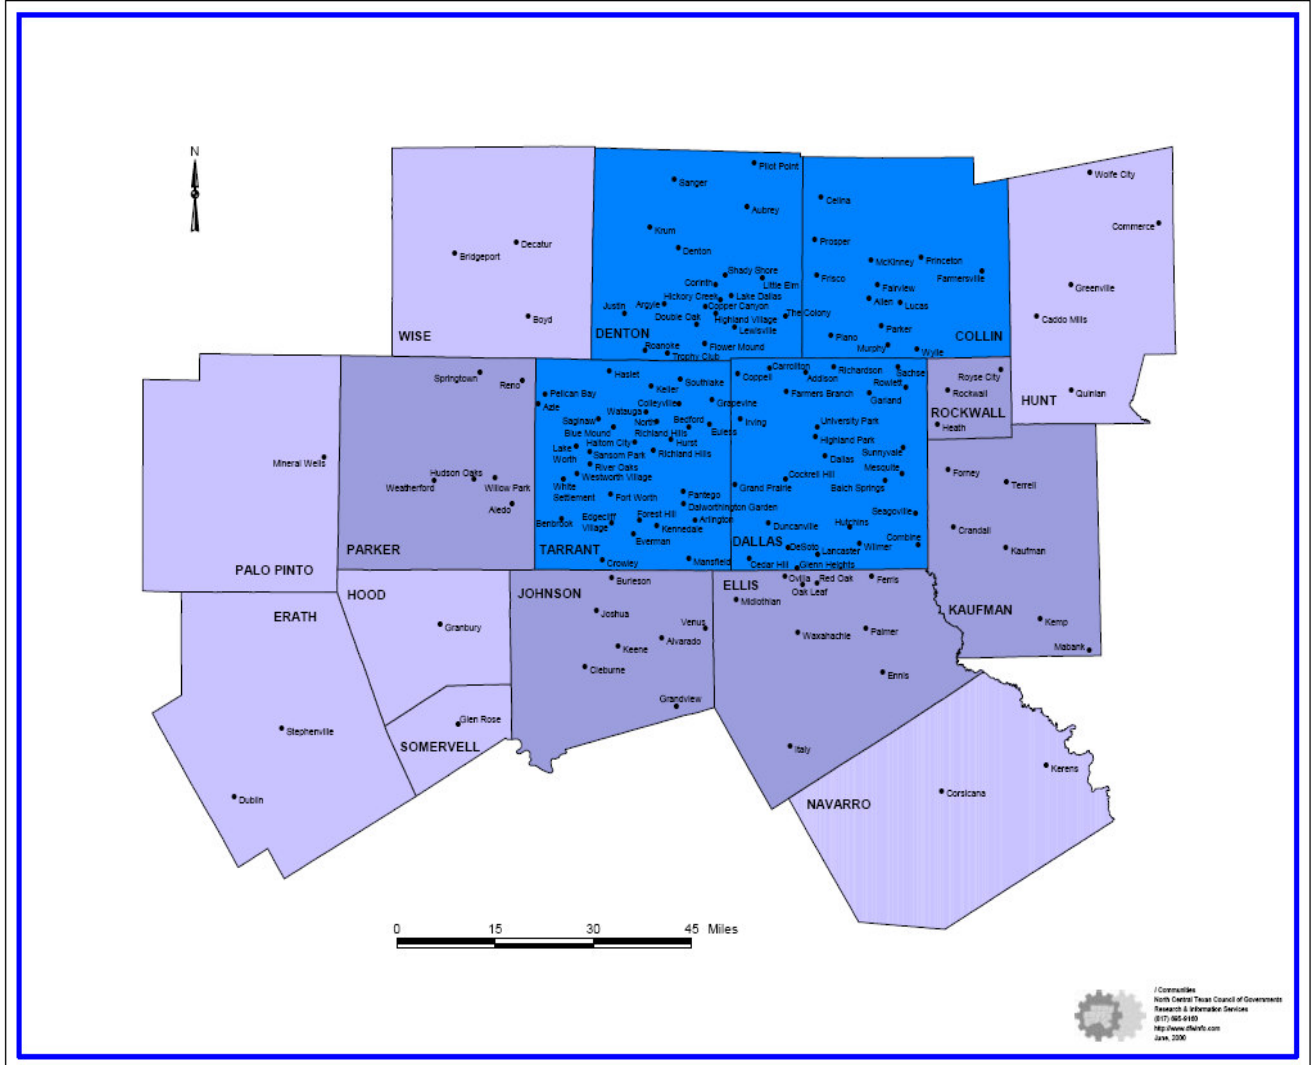 N
Pilot Point
Sanger
Aubrey
Krum
Denton
Shady Shore
Corinth
Little Elm
Hickory Creek
Lake Dallas
Justin
Argyle
Copper Canyon
Double Oak
Highland Village
The Colony
Lewisville
DENTON
Roanoke
Flower Mound
Trophy Club
Celina
Prosper
McKinney
Princeton
Frisco
Farmersville
Fairview
Allen
Lucas
Parker
Plano
COLLIN
Murphy
Wylie
Wolfe City
Commerce
Greenville
Caddo Mills
Quinlan
HUNT
Decatur
Bridgeport
Boyd
WISE
Springtown
Reno
Hudson Oaks
Weatherford
Willow Park
Aledo
PARKER
Mineral Wells
PALO PINTO
Haslet
Southlake
Keller
Pelican Bay
Azle
Colleyville
Grapevine
Watauga
Saginaw
North
Richland Hills
Bedford
Euless
Blue Mound
Haltom City
Hurst
Lake
Worth
Sansom Park
Richland Hills
River Oaks
Westworth Village
White
Settlement
Fort Worth
Pantego
Dalworthington Garden
Benbrook
Edgecliff
Village
Forest Hill
Arlington
Kennedale
Everman
TARRANT
Crowley
Mansfield
Carrollton
Coppell
Addison
Richardson
Sachse
Rowlett
Farmers Branch
Garland
Irving
University Park
Highland Park
Sunnyvale
Dallas
Cockrell Hill
Mesquite
Grand Prairie
Balch Springs
Seagoville
Duncanville
Hutchins
DALLAS
DeSoto
Lancaster
Wilmer
Combine
Cedar Hill
Glenn Heights
Royse City
Rockwall
ROCKWALL
Heath
Forney
Terrell
Crandall
Kaufman
KAUFMAN
Kemp
Mabank
ERATH
Stephenville
Dublin
HOOD
Granbury
Glen Rose
SOMERVELL
JOHNSON
Burleson
Joshua
Venus
Alvarado
Keene
Cleburne
Grandview
ELLIS
Ovilla
Red Oak
Ferris
Oak Leaf
Midlothian
Waxahachie
Palmer
Ennis
Italy
NAVARRO
Kerens
Corsicana
0 15 30 45 Miles
/ Communities
North Central Texas Council of Governments
Research & Information Services
(817) 695-9160
http://www.dfwinfo.com
June, 2000